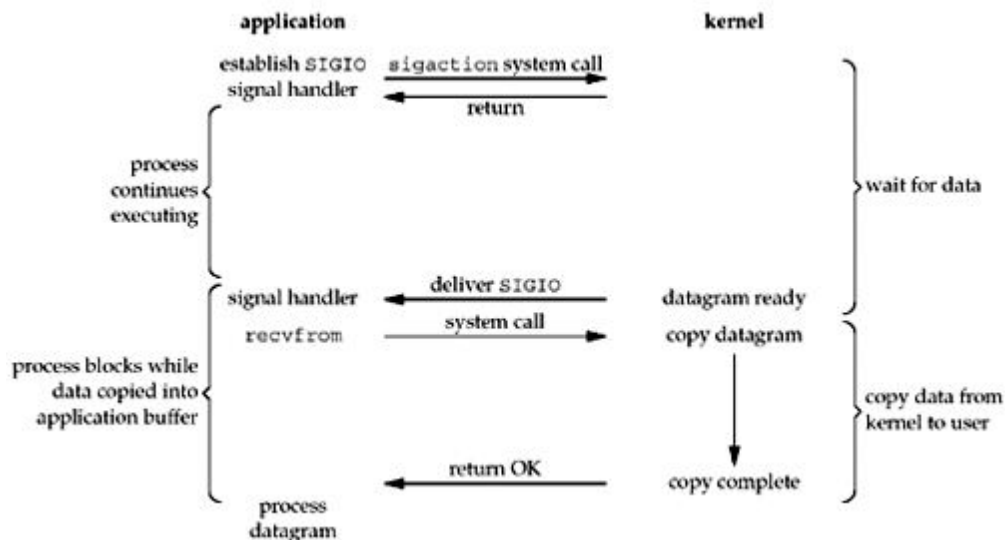 application kernel
establish SIGIO sigaction system call
signal handler
return
process
continues
executing
wait for data
deliver SIGIO
signal handler datagram ready
system call
recvfrom copy datagram
process blocks while
data copied into
application buffer
copy data from
kernel to user
return OK
copy complete
process
datagram